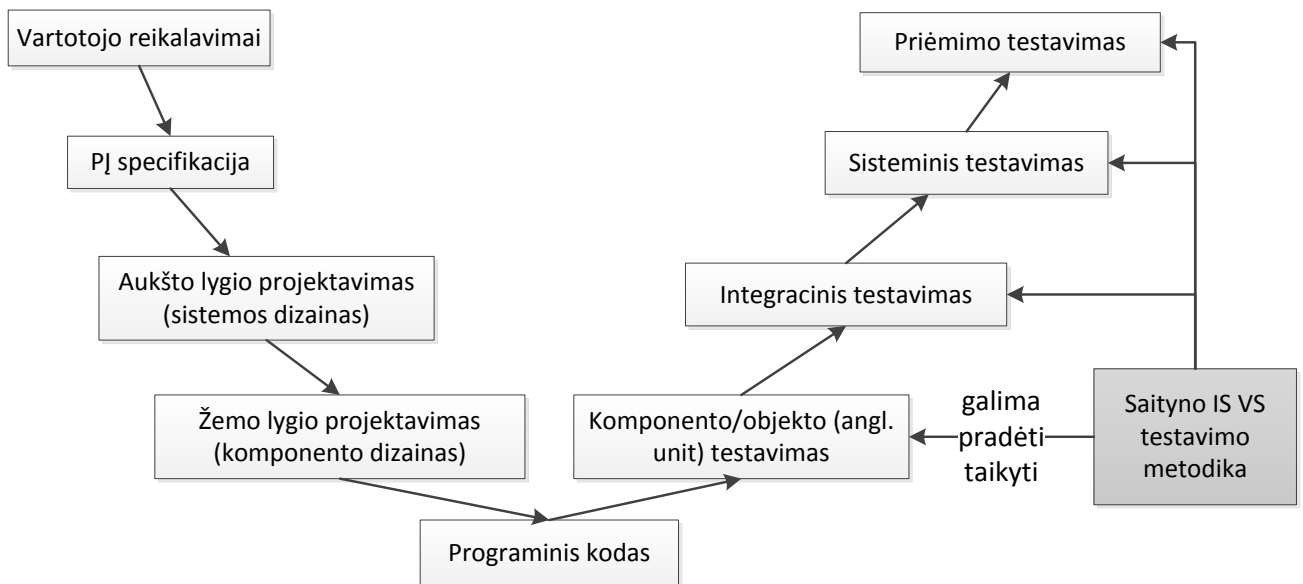 Vartotojo reikalavimai
PĮ specifikacija
Aukšto lygio projektavimas
(sistemos dizainas)
Žemo lygio projektavimas
(komponento dizainas)
Programinis kodas
Komponento/objekto (angl.
unit) testavimas
Integracinis testavimas
Sisteminis testavimas
Priėmimo testavimas
galima
pradėti
taikyti
Saityno IS VS
testavimo
metodika